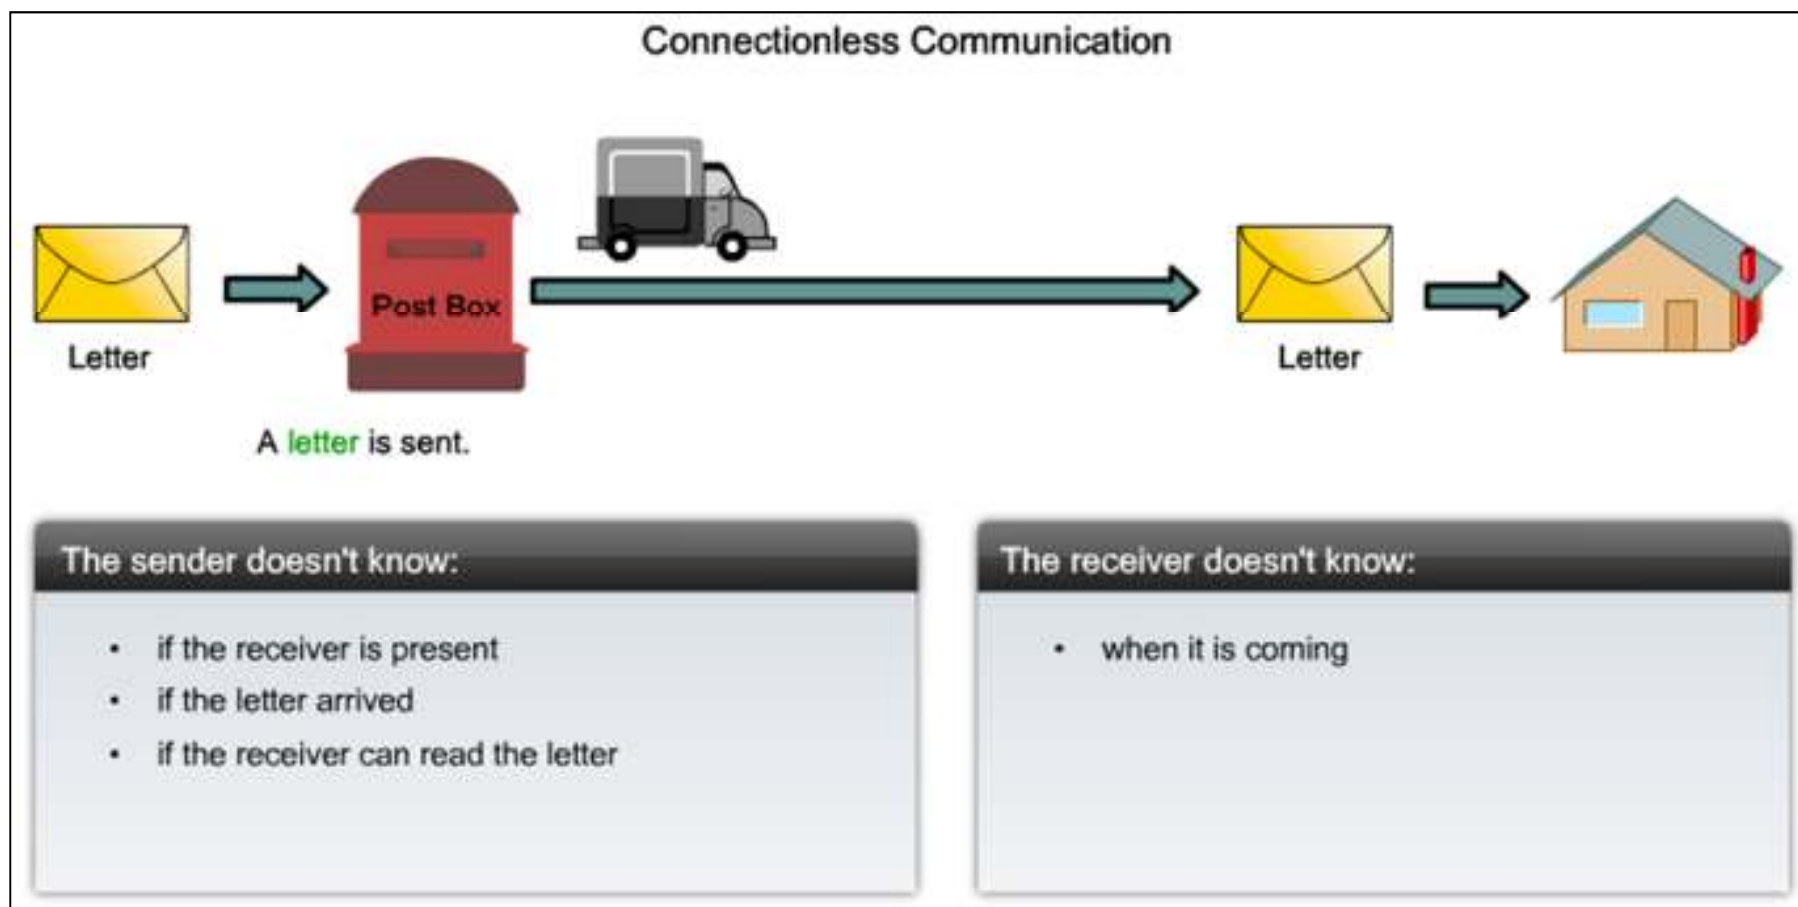 Connectionless Communication
Post Box
Letter
Letter
A letter is sent.
The sender doesn't know:
• if the receiver is present
• if the letter arrived
• if the receiver can read the letter
The receiver doesn't know:
• when it is coming